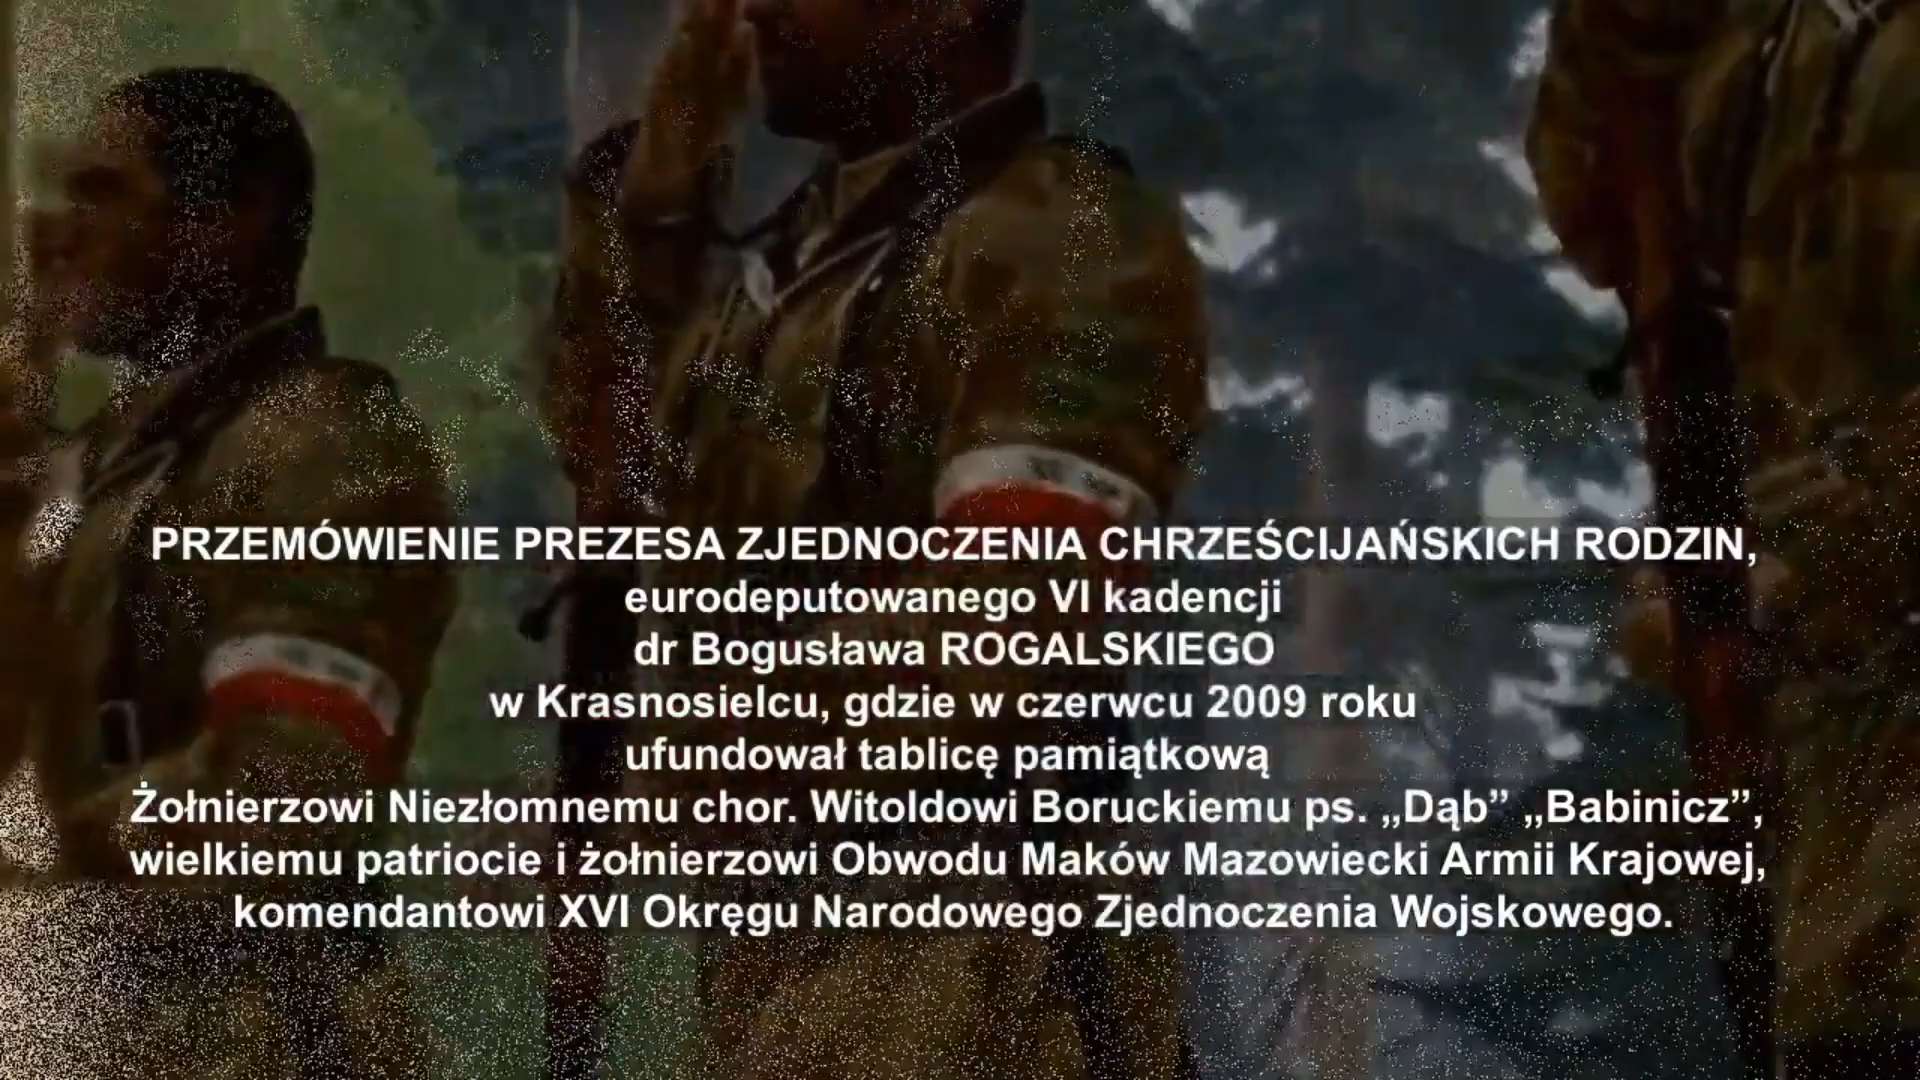 PRZEMÓWIENIE PREZESA ZJEDNOCZENIA CHRZEŚCIJAŃSKICH RODZIN,
eurodeputowanego VI kadencji
dr Bogusława ROGALSKIEGO
w Krasnosielcu, gdzie w czerwcu 2009 roku
ufundował tablicę pamiątkową
Żołnierzowi Niezłomnemu chor. Witoldowi Boruckiemu ps. „Dąb” „Babinicz”,
wielkiemu patriocie i żołnierzowi Obwodu Maków Mazowiecki Armii Krajowej,
komendantowi XVI Okręgu Narodowego Zjednoczenia Wojskowego.